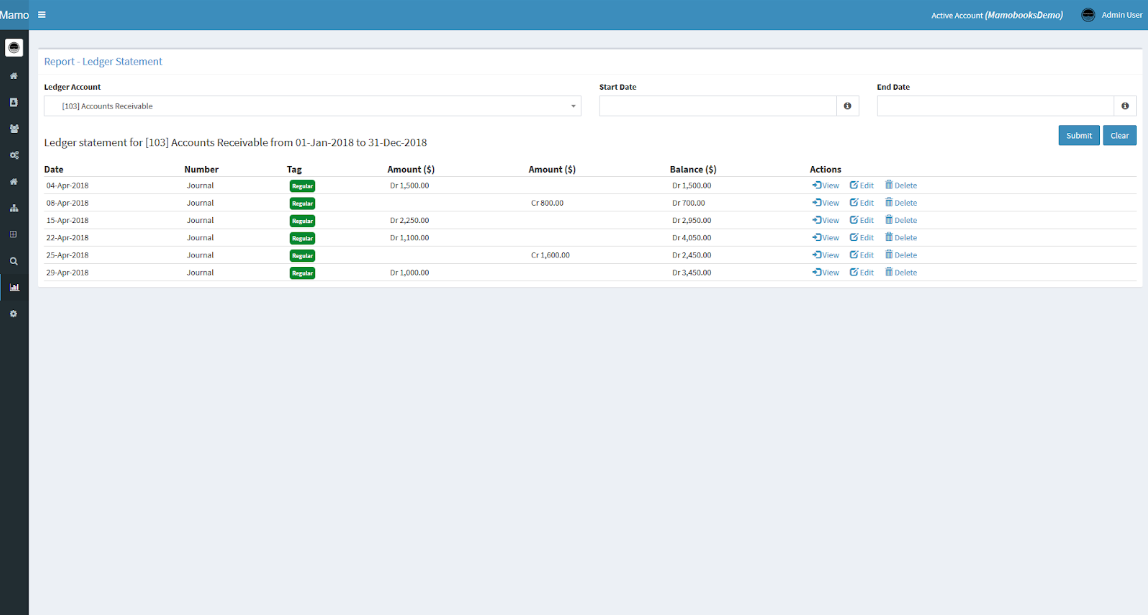 Mamo Active Account (MamobooksDemo) Admin User
Report - Ledger Statement
Ledger Account Start Date End Date
[103] Accounts Receivable
Submit Clear
Ledger statement for [103] Accounts Receivable from 01-Jan-2018 to 31-Dec-2018
Date Number Tag Amount ($) Amount ($) Balance ($) Actions
04-Apr-2018 Journal Regular Dr 1,500.00 Dr 1,500.00 View Edit Delete
08-Apr-2018 Journal Regular Cr 800.00 Dr 700.00 View Edit Delete
15-Apr-2018 Journal Regular Dr 2,250.00 Dr 2,950.00 View Edit Delete
22-Apr-2018 Journal Regular Dr 1,100.00 Dr 4,050.00 View Edit Delete
25-Apr-2018 Journal Regular Cr 1,600.00 Dr 2,450.00 View Edit Delete
29-Apr-2018 Journal Regular Dr 1,000.00 Dr 3,450.00 View Edit Delete